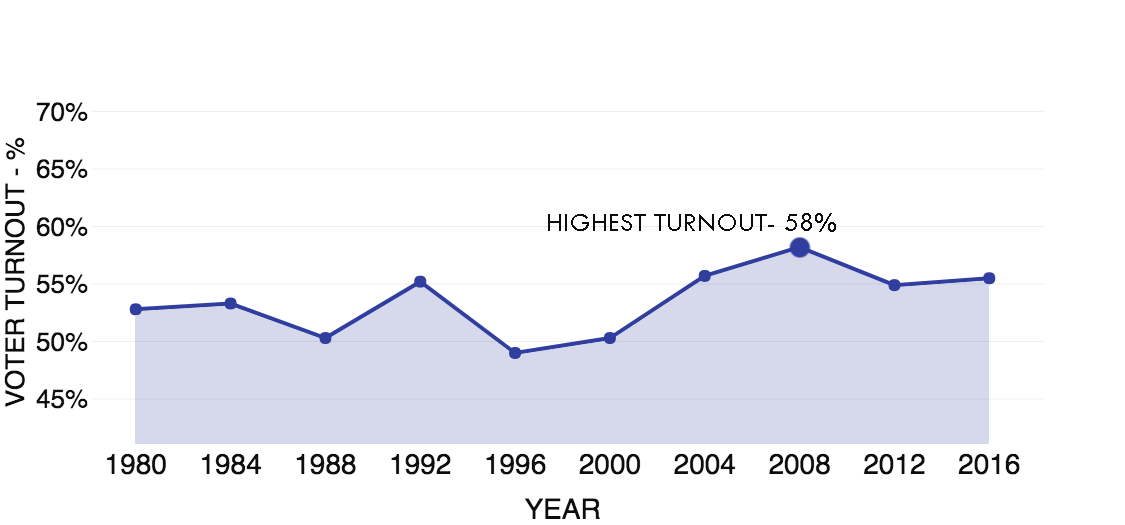 70%
65%
60%
55%
50%
45%
VOTER TURNOUT - %
HIGHEST TURNOUT- 58%
1980 1984 1988 1992 1996 2000 2004 2008 2012 2016
YEAR